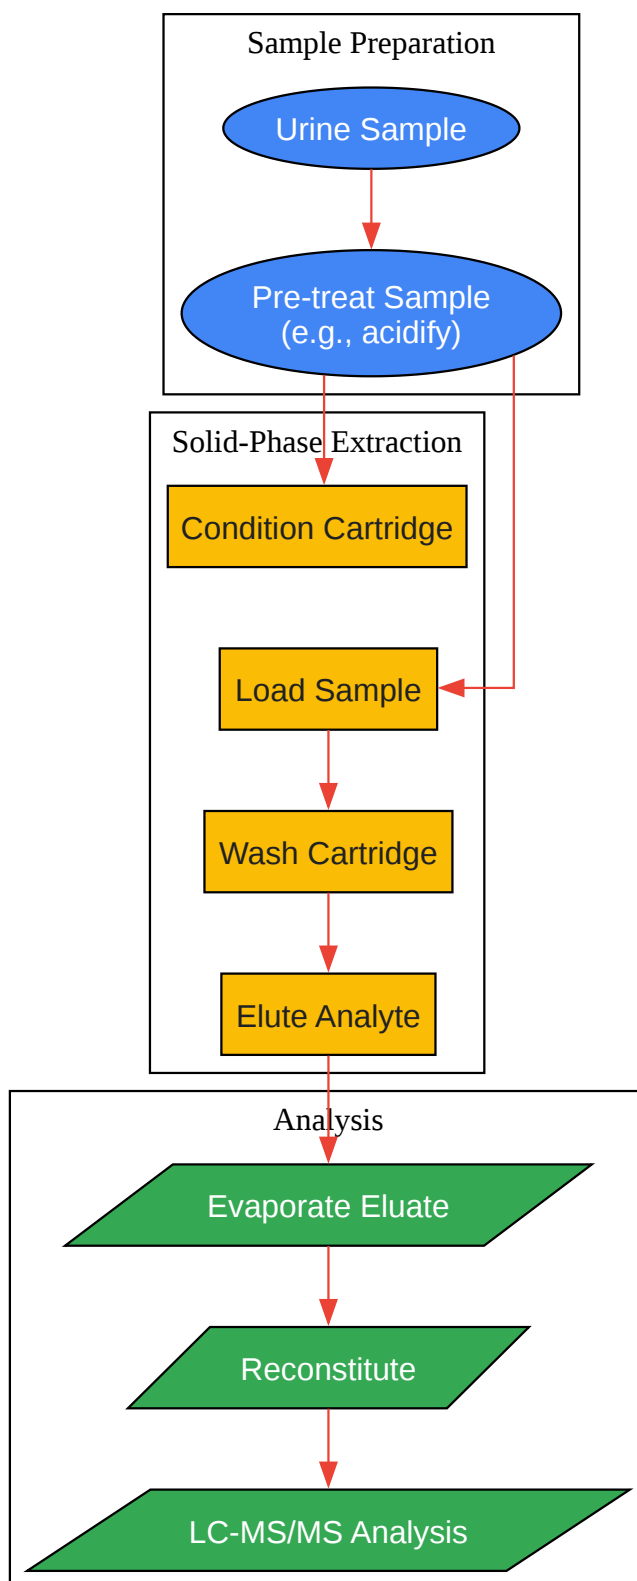 Sample Preparation
Urine Sample
Pre-treat Sample
(e.g., acidify)
Solid-Phase Extraction
Condition Cartridge
Load Sample
Wash Cartridge
Elute Analyte
Analysis
Evaporate Eluate
Reconstitute
LC-MS/MS Analysis